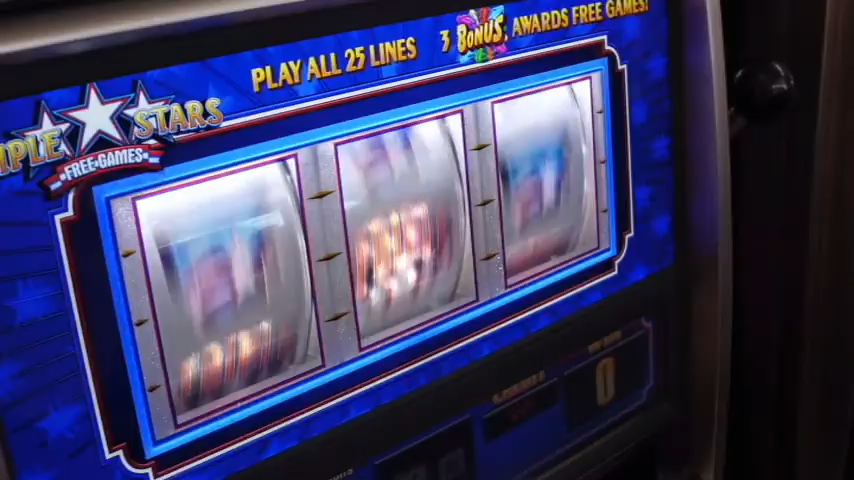 PLAY ALL 25 LINES
3 BONUS AWARDS FREE GAMES!
IPLE STARS
FREE GAMES
0